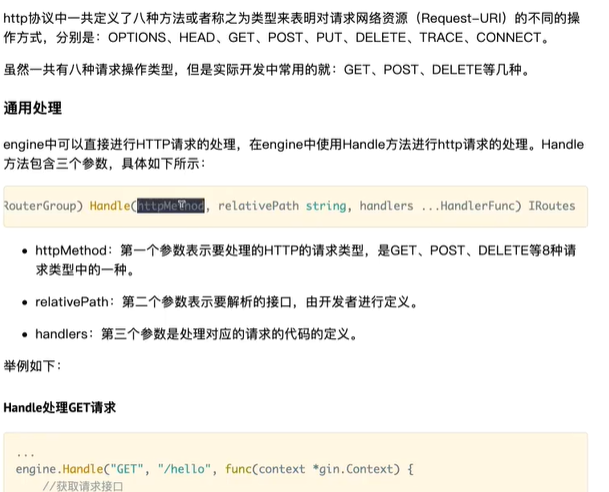 http协议中一共定义了八种方法或者称之为类型来表明对请求网络资源（Request-URI）的不同的操
作方式，分别是：OPTIONS、HEAD、GET、POST、PUT、DELETE、TRACE、CONNECT。
虽然一共有八种请求操作类型，但是实际开发中常用的就：GET、POST、DELETE等几种。
通用处理
engine中可以直接进行HTTP请求的处理，在engine中使用Handle方法进行http请求的处理。Handle
方法包含三个参数，具体如下所示：
RouterGroup) Handle(httpMethod, relativePath string, handlers ...HandlerFunc) IRoutes
• httpMethod：第一个参数表示要处理的HTTP的请求类型，是GET、POST、DELETE等8种请
求类型中的一种。
• relativePath：第二个参数表示要解析的接口，由开发者进行定义。
• handlers：第三个参数是处理对应的请求的代码的定义。
举例如下：
Handle处理GET请求
...
engine.Handle("GET", "/hello", func(context *gin.Context) {
//获取请求接口